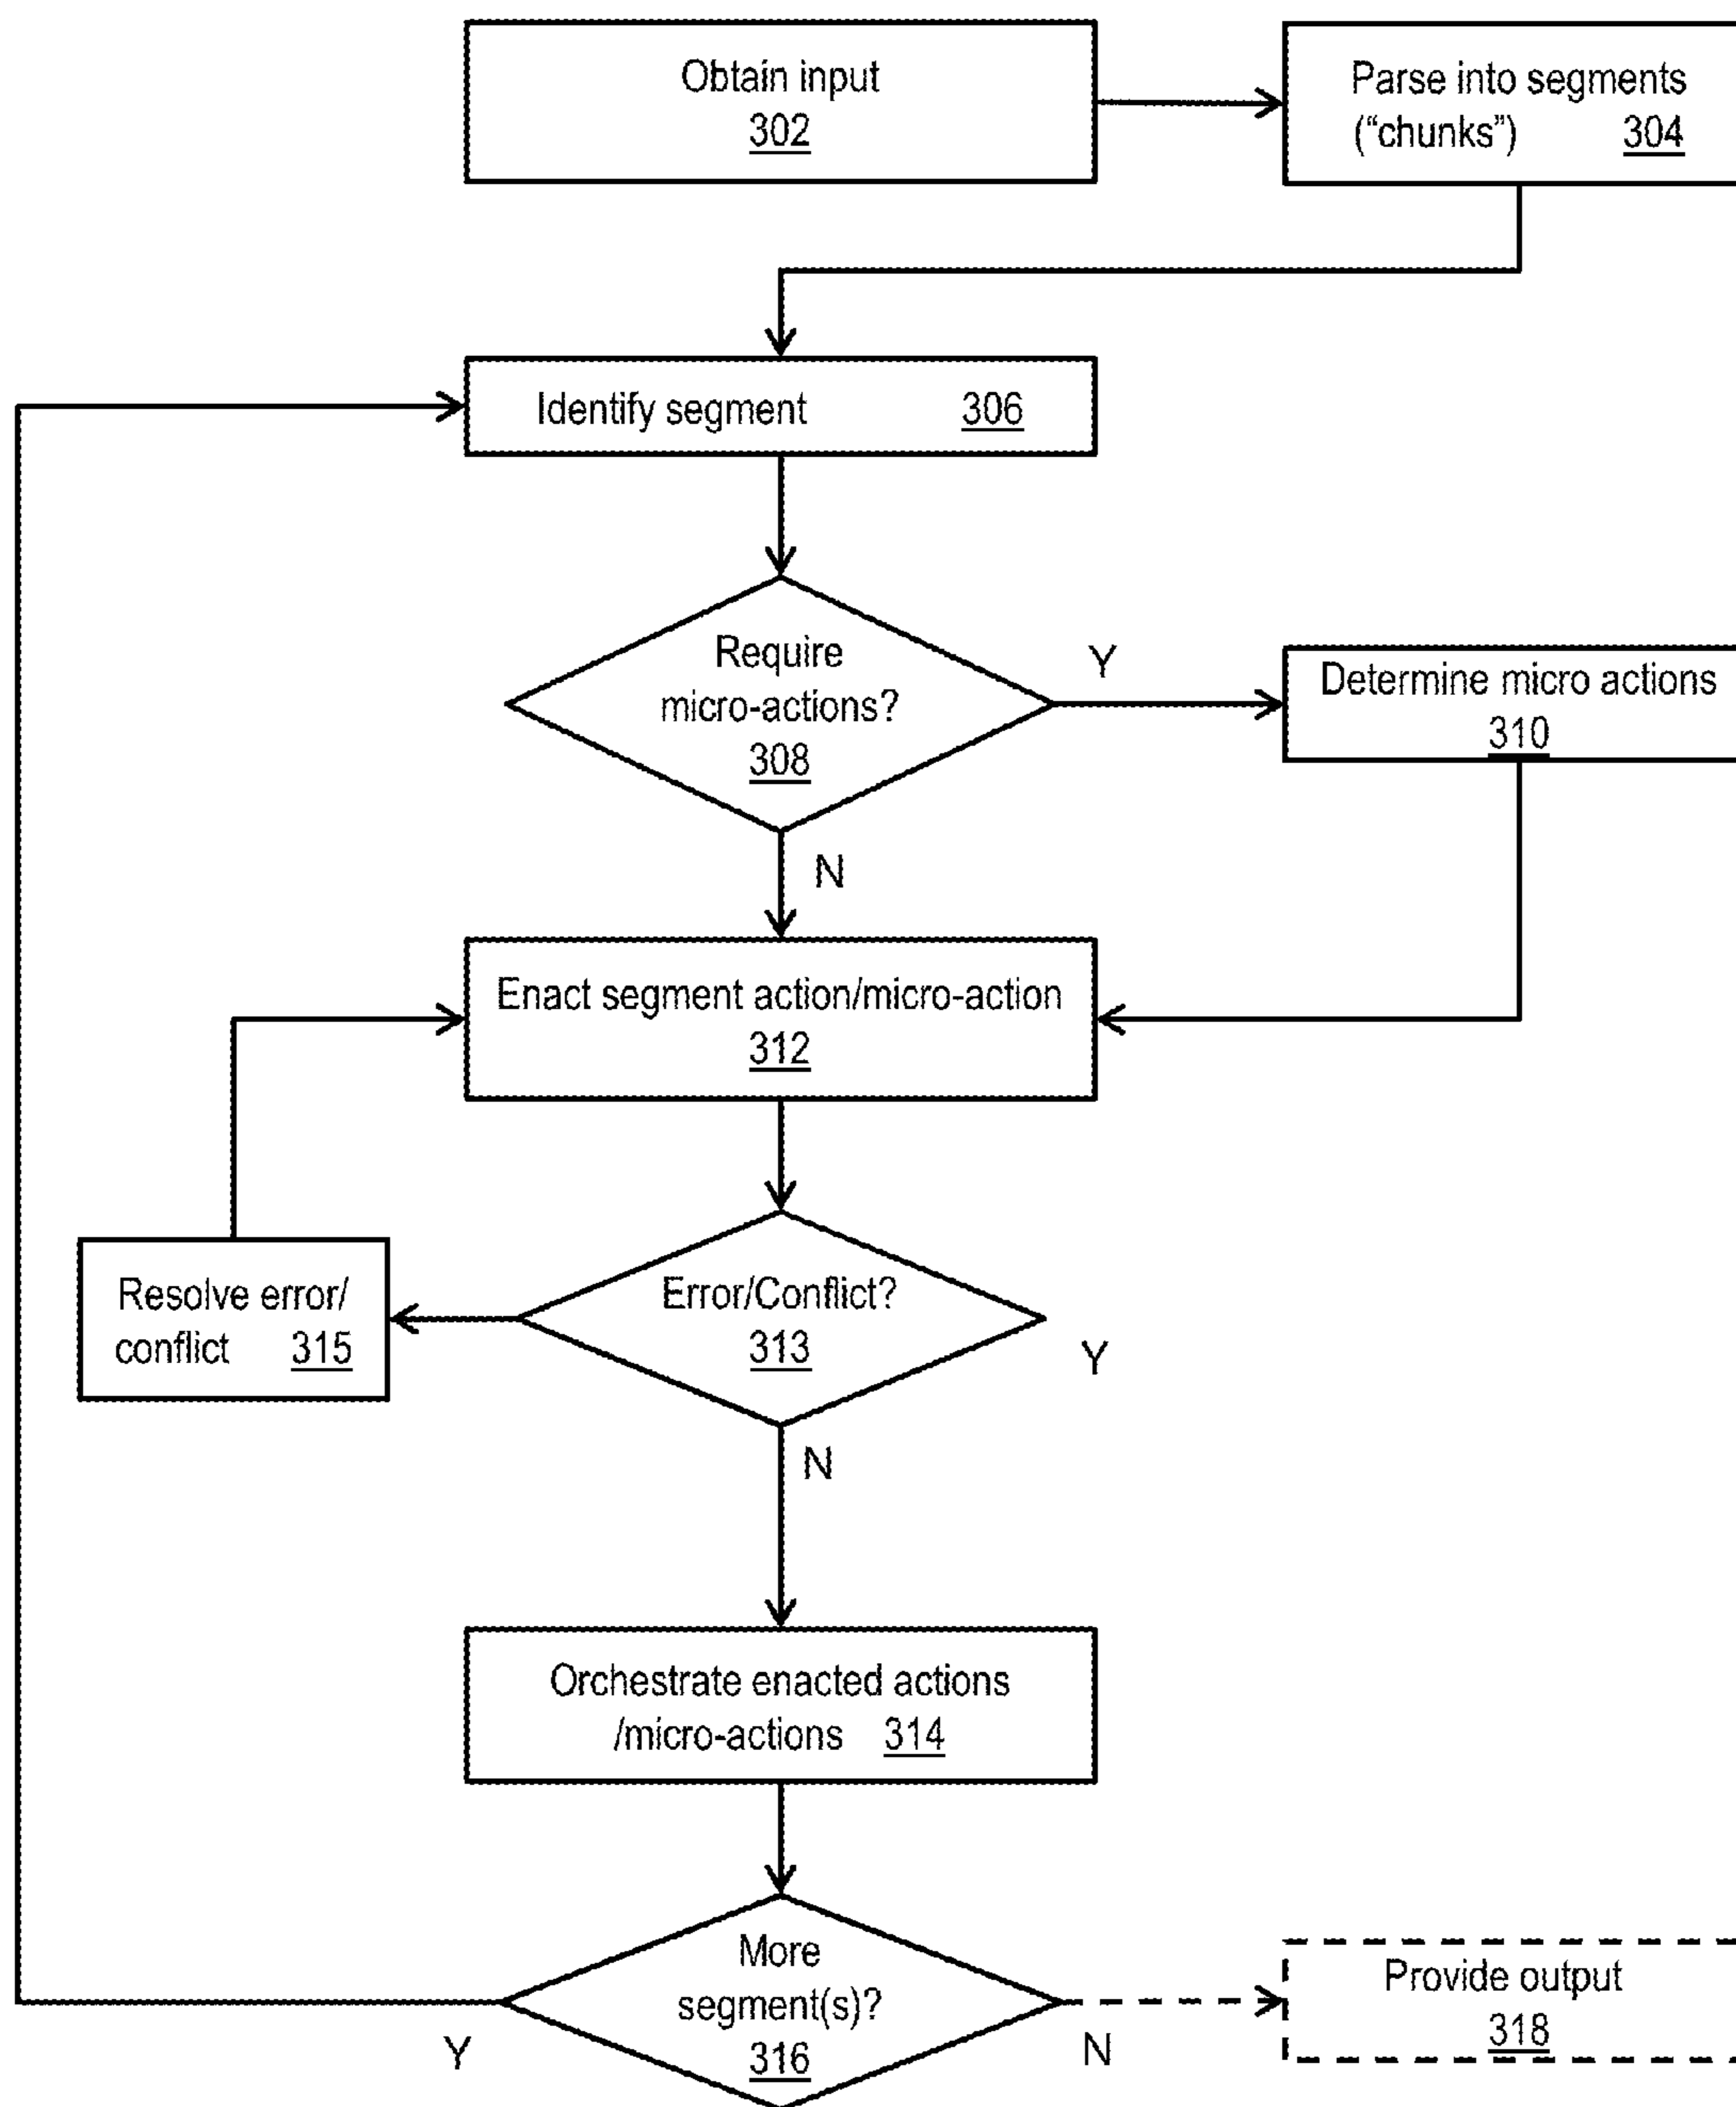 Obtain input
302
Parse into segments
(“chunks”) 304
Identify segment 306
Require
micro-actions?
308
Y
Determine micro actions
310
N
Enact segment action/micro-action
312
Resolve error/
conflict 315
Error/Conflict?
313
Y
N
Orchestrate enacted actions
/micro-actions 314
More
segment(s)?
316
Y
N
Provide output
318